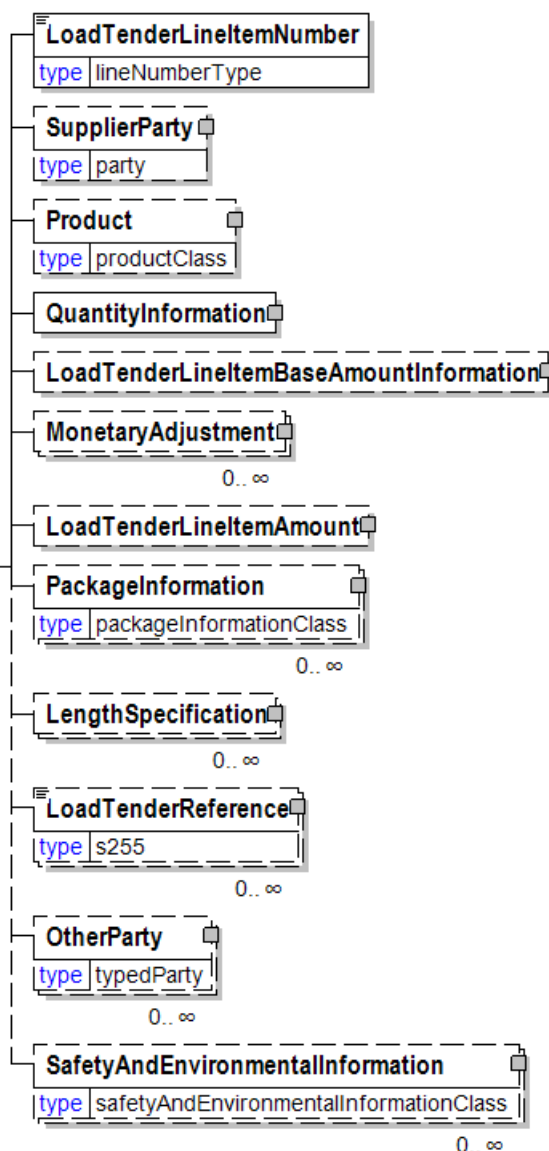 LoadTenderLineItemNumber
type lineNumberType
SupplierParty
type party
Product
type productClass
QuantityInformation
LoadTenderLineItemBaseAmountInformation
MonetaryAdjustment
0.. ∞
LoadTenderLineItemAmount
PackageInformation
type packageInformationClass
0.. ∞
LengthSpecification
0.. ∞
LoadTenderReference
type s255
0.. ∞
OtherParty
type typedParty
0.. ∞
SafetyAndEnvironmentalInformation
type safetyAndEnvironmentalInformationClass
0.. ∞